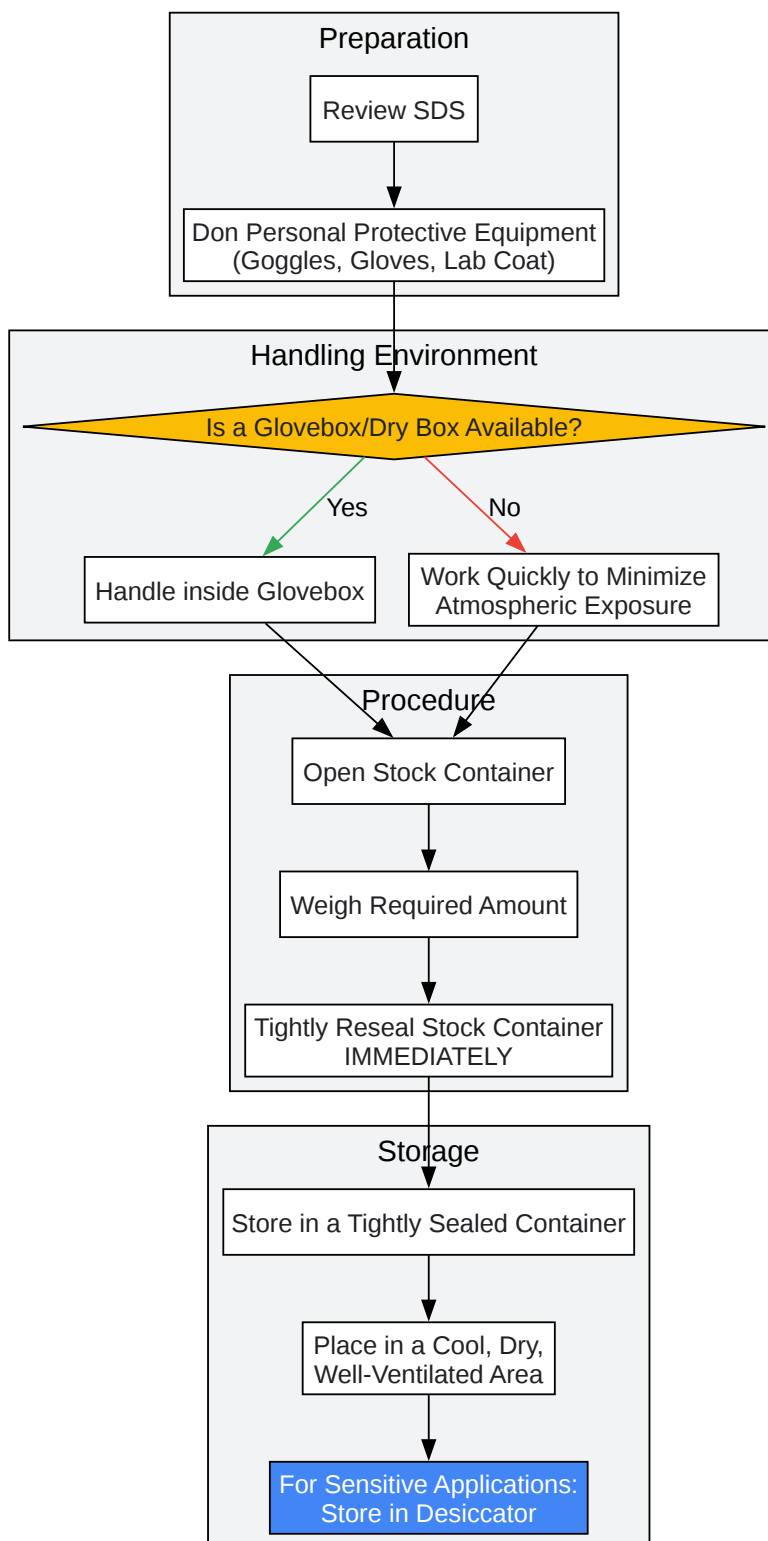 Preparation
Review SDS
Don Personal Protective Equipment
(Goggles, Gloves, Lab Coat)
Handling Environment
Is a Glovebox/Dry Box Available?
Yes
No
Handle inside Glovebox
Work Quickly to Minimize
Atmospheric Exposure
Procedure
Open Stock Container
Weigh Required Amount
Tightly Reseal Stock Container
IMMEDIATELY
Storage
Store in a Tightly Sealed Container
Place in a Cool, Dry,
Well-Ventilated Area
For Sensitive Applications:
Store in Desiccator